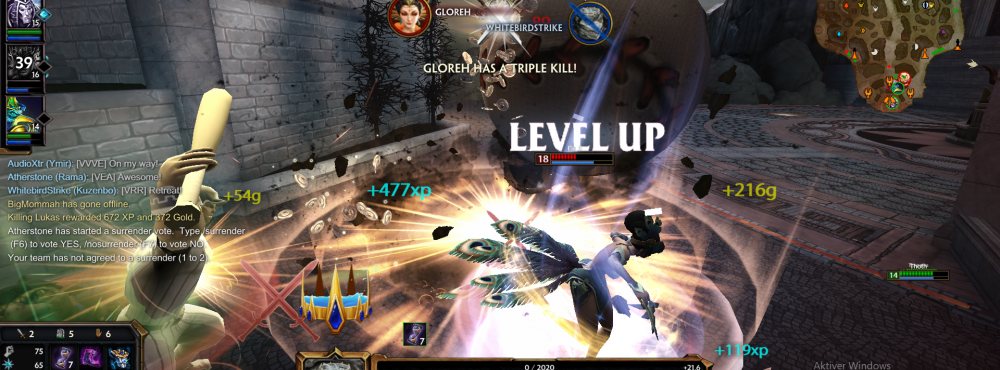 15
GLOREH
WHITEBIRDSTRIKE
39
16
GLOREH HAS A TRIPLE KILL!
14
LEVEL UP
18
AudioXtr (Ymir): [VVVE] On my way!
Atherstone (Rama): [VEA] Awesome!
WhitebirdStrike (Kuzenbo): [VRR] Retreat!
BigMommah has gone offline.
Killing Lukas rewarded 672 XP and 372 Gold.
Atherstone has started a surrender vote. Type /surrender
(F6) to vote YES, /nosurrender (F7) to vote NO
Your team has not agreed to a surrender (1 to 2)
+54g
+477xp
+216g
Thoth
14
2
5
6
75
65
7
7
+119xp
0 / 2020
+21.6
Aktiver Windows